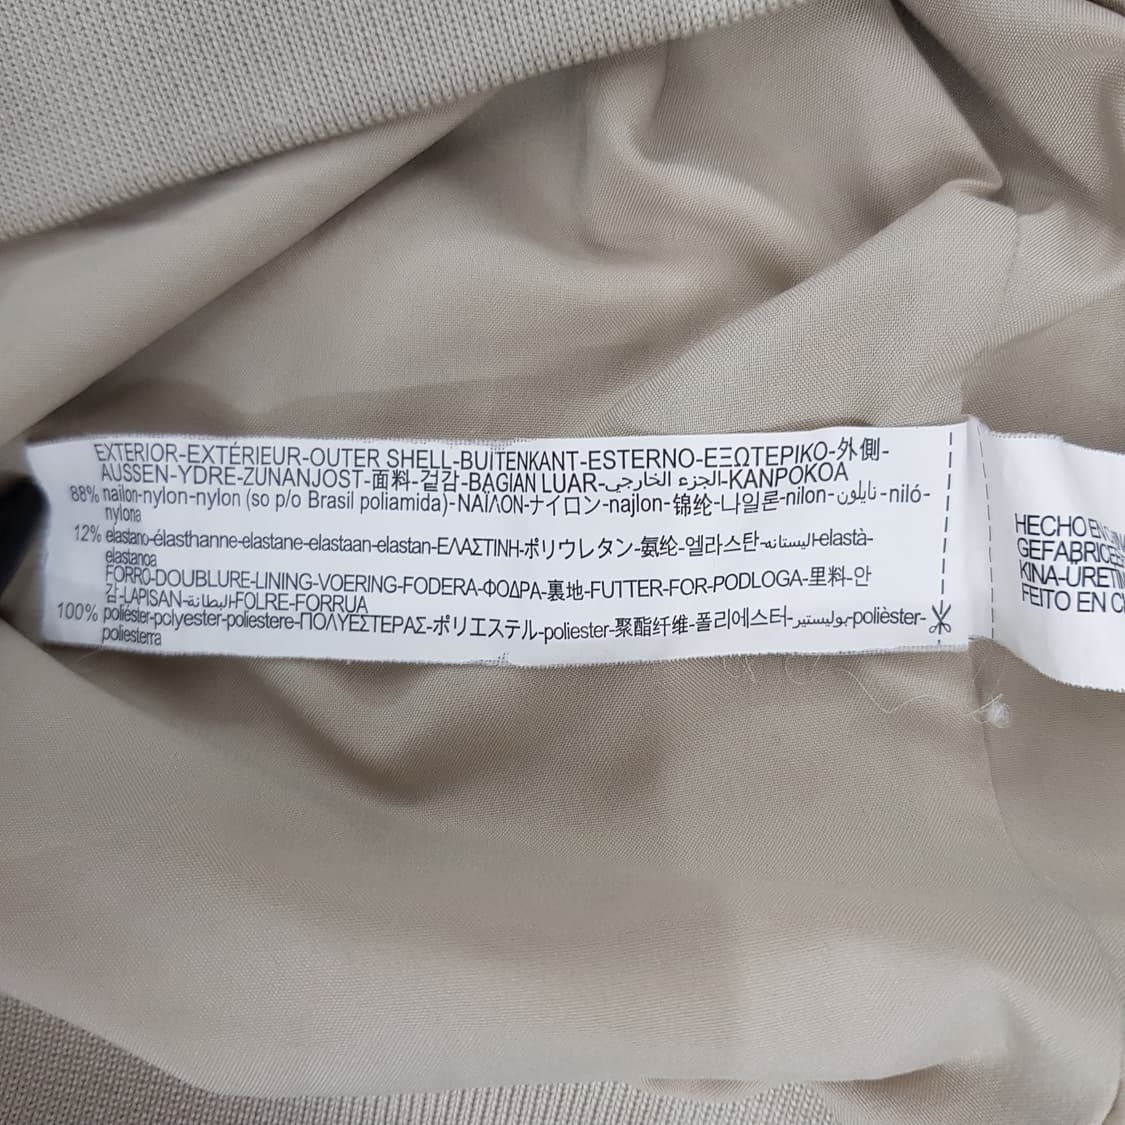 EXTERIOR-EXTÉRIEUR-OUTER SHELL-BUITENKANT-ESTERNO-ΕΞΩΤΕΡΙΚΟ-外側-
AUSSEN-YDRE-ZUNANJOST-面料-겉감-BAGIAN LUAR-الجزء الخارجي-KANPOKOA
88% nailon-nylon-nylon (so p/o Brasil poliamida)-ΝΑΪΛΟΝ-ナイロン-najlon-锦纶-나일론-nilon-نايلون-niló-
nylona
12% elastano-élasthanne-elastane-elastaan-elastan-ΕΛΑΣΤΙΝΗ-ポリウレタン-氨纶-엘라스탄-اليستانه-elastà-
elastanoa
FORRO-DOUBLURE-LINING-VOERING-FODERA-ΦΟΔΡΑ-裏地-FUTTER-FOR-PODLOGA-里料-안
감-LAPISAN-البطانة-FOLRE-FORRUA
100% poliéster-polyester-poliestere-ΠΟΛΥΕΣΤΕΡΑΣ-ポリエステル-poliester-聚酯纤维-폴리에스터-بوليستير-polièster-
poliesterra
HECHO EN
GEFABRICEE
KINA-ÜRETIM
FEITO EN